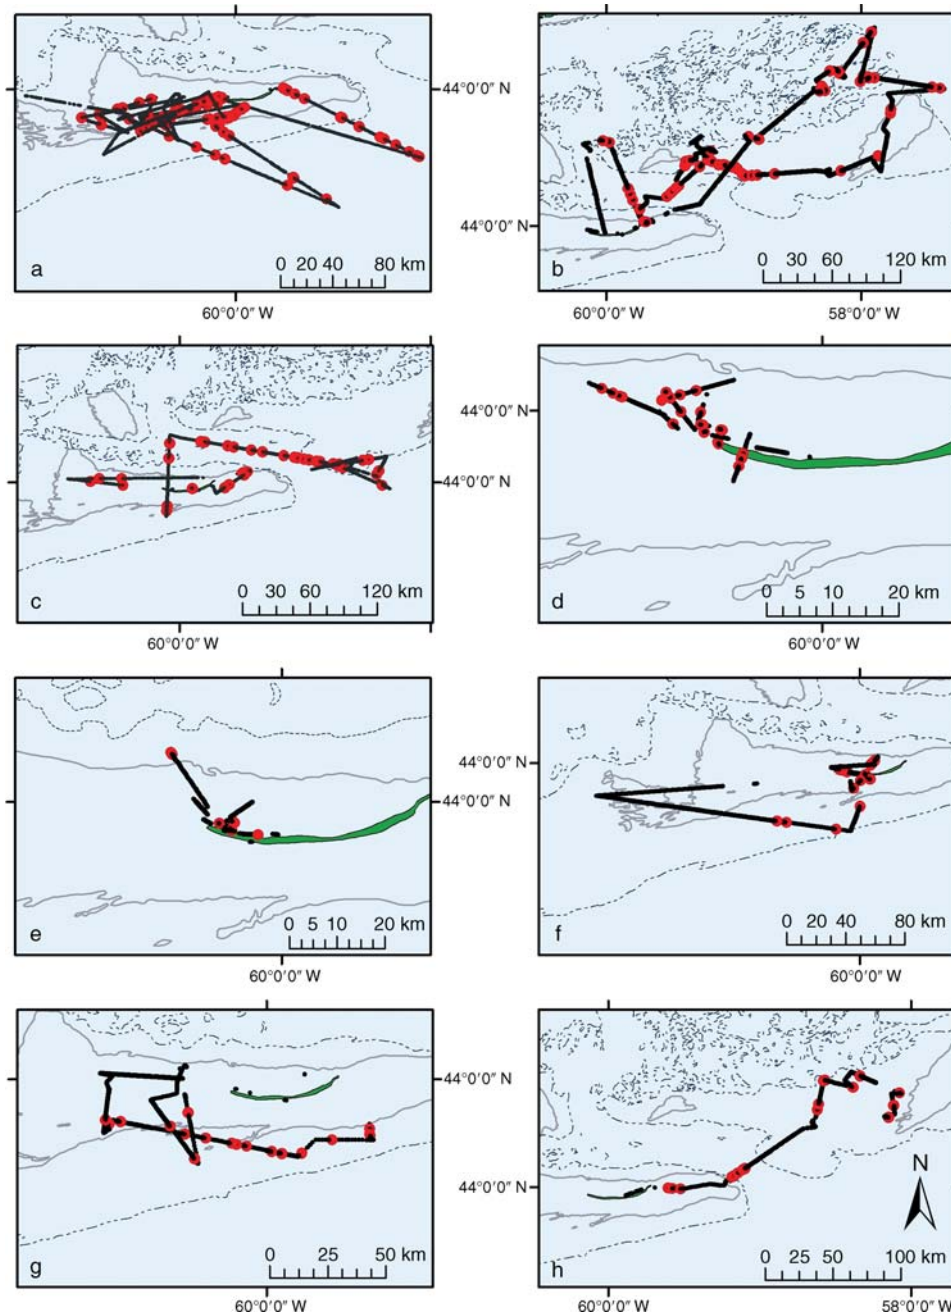 44°0′0″ N
a
0 20 40 80 km
60°0′0″ W
44°0′0″ N
b
0 30 60 120 km
60°0′0″ W 58°0′0″ W
44°0′0″ N
c
0 30 60 120 km
60°0′0″ W
44°0′0″ N
d
0 5 10 20 km
60°0′0″ W
44°0′0″ N
e
0 5 10 20 km
60°0′0″ W
44°0′0″ N
f
0 20 40 80 km
60°0′0″ W
44°0′0″ N
g
0 25 50 km
60°0′0″ W
44°0′0″ N
N
h
0 25 50 100 km
60°0′0″ W 58°0′0″ W